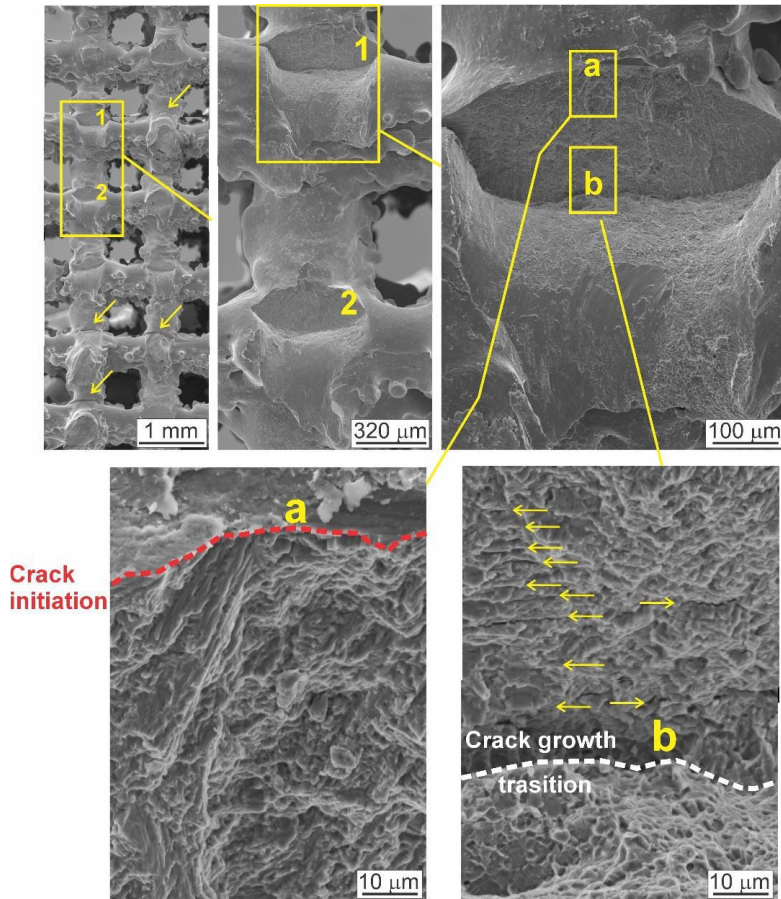 1
2
1 mm
1
2
320 μm
a
b
100 μm
Crack
initiation
a
10 μm
Crack growth
b
trasition
10 μm